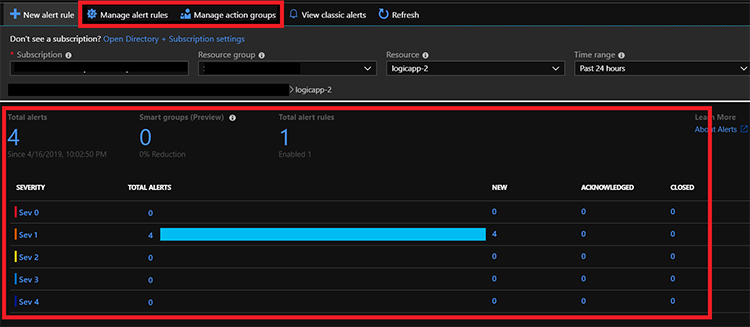 New alert rule Manage alert rules Manage action groups View classic alerts Refresh
Don't see a subscription? Open Directory + Subscription settings
* Subscription Resource group Resource Time range
logicapp-2 Past 24 hours
logicapp-2
Total alerts Smart groups (Preview) Total alert rules Learn More
4 0 1 About Alerts
Since 4/16/2019, 10:02:50 PM 0% Reduction Enabled 1
SEVERITY TOTAL ALERTS NEW ACKNOWLEDGED CLOSED
Sev 0 0 0 0 0
Sev 1 4 4 0 0
Sev 2 0 0 0 0
Sev 3 0 0 0 0
Sev 4 0 0 0 0